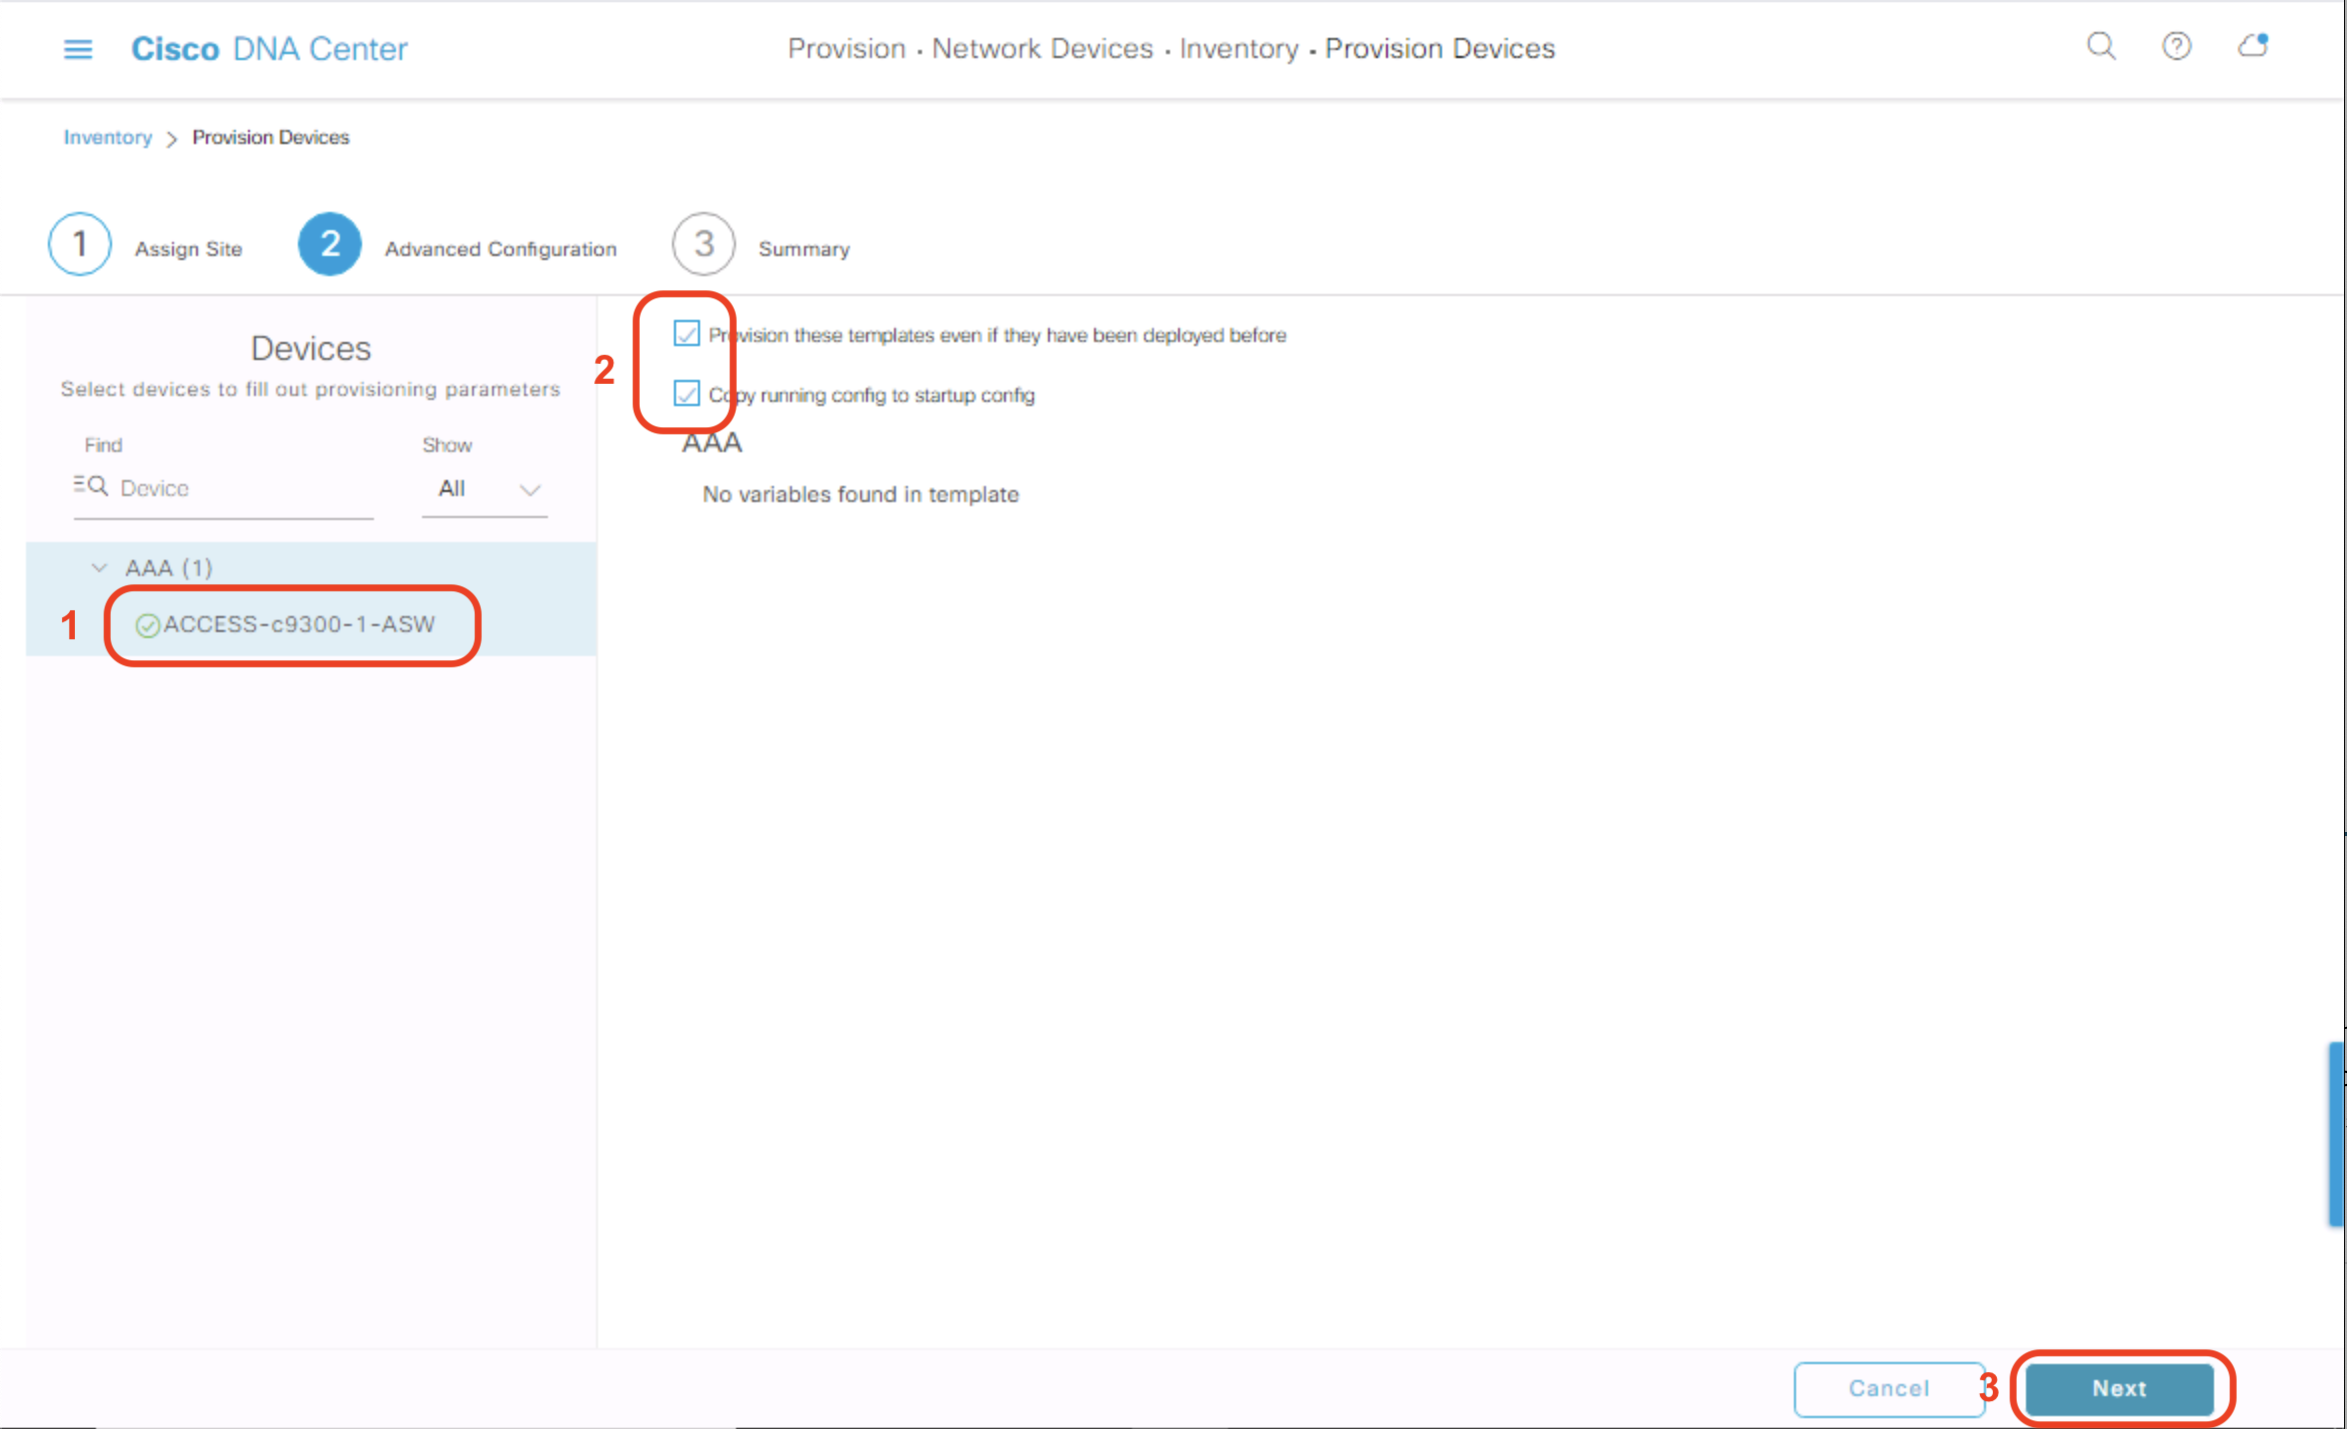 Cisco DNA Center
Provision · Network Devices · Inventory · Provision Devices
Inventory > Provision Devices
1 Assign Site 2 Advanced Configuration 3 Summary
Devices
Select devices to fill out provisioning parameters
Find Show
Device All
AAA (1)
1 ACCESS-c9300-1-ASW
2
Provision these templates even if they have been deployed before
Copy running config to startup config
AAA
No variables found in template
Cancel 3 Next